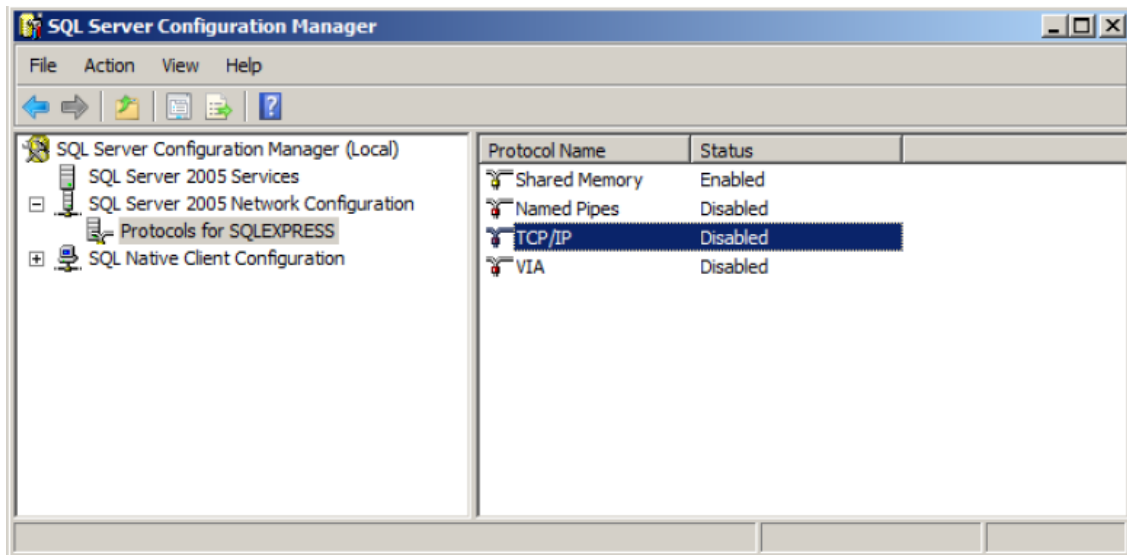 SQL Server Configuration Manager
File Action View Help
SQL Server Configuration Manager (Local)
SQL Server 2005 Services
SQL Server 2005 Network Configuration
Protocols for SQLEXPRESS
SQL Native Client Configuration
Protocol Name Status
Shared Memory Enabled
Named Pipes Disabled
TCP/IP Disabled
VIA Disabled